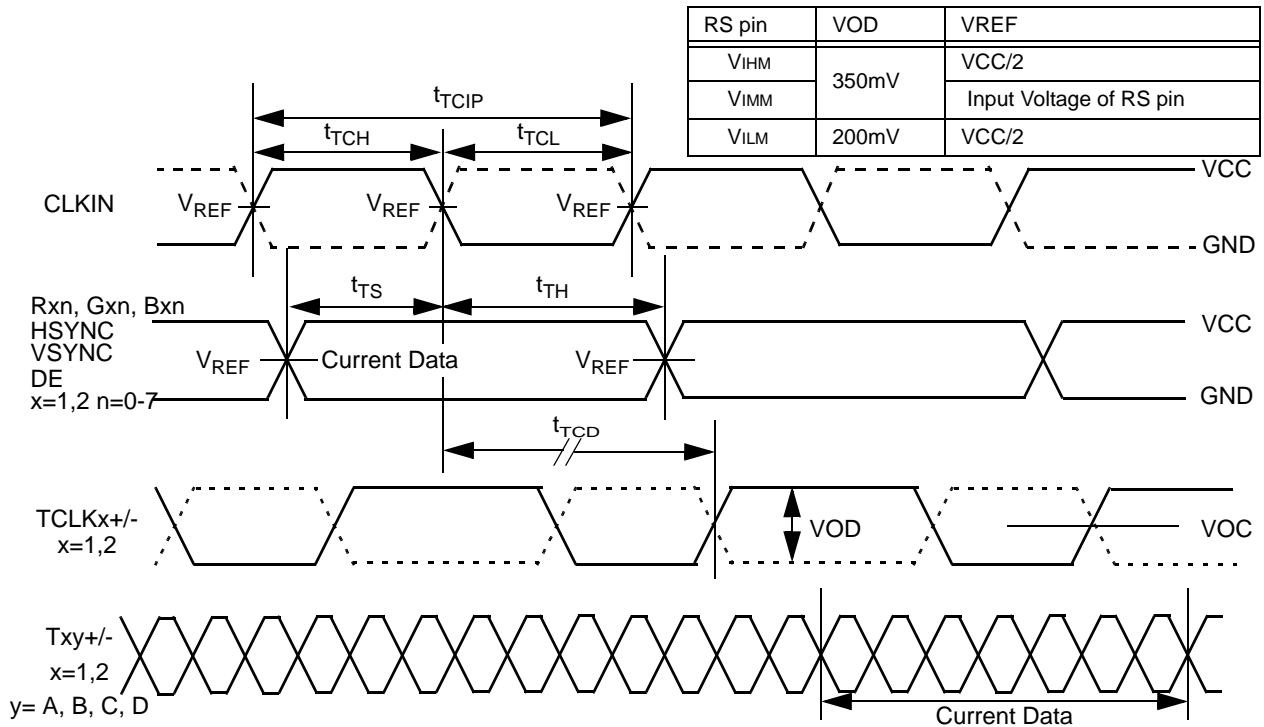 RS pin VOD VREF
VIHM 350mV VCC/2
VIMM Input Voltage of RS pin
VILM 200mV VCC/2
tTCIP
tTCH tTCL
CLKIN VREF VREF VREF VCC
GND
tTS tTH
Rxn, Gxn, Bxn
HSYNC
VSYNC
DE
x=1,2 n=0-7
VREF Current Data VREF
VCC
GND
tTCD
TCLKx+/-
x=1,2
VOD
VOC
Txy+/-
x=1,2
y= A, B, C, D
Current Data